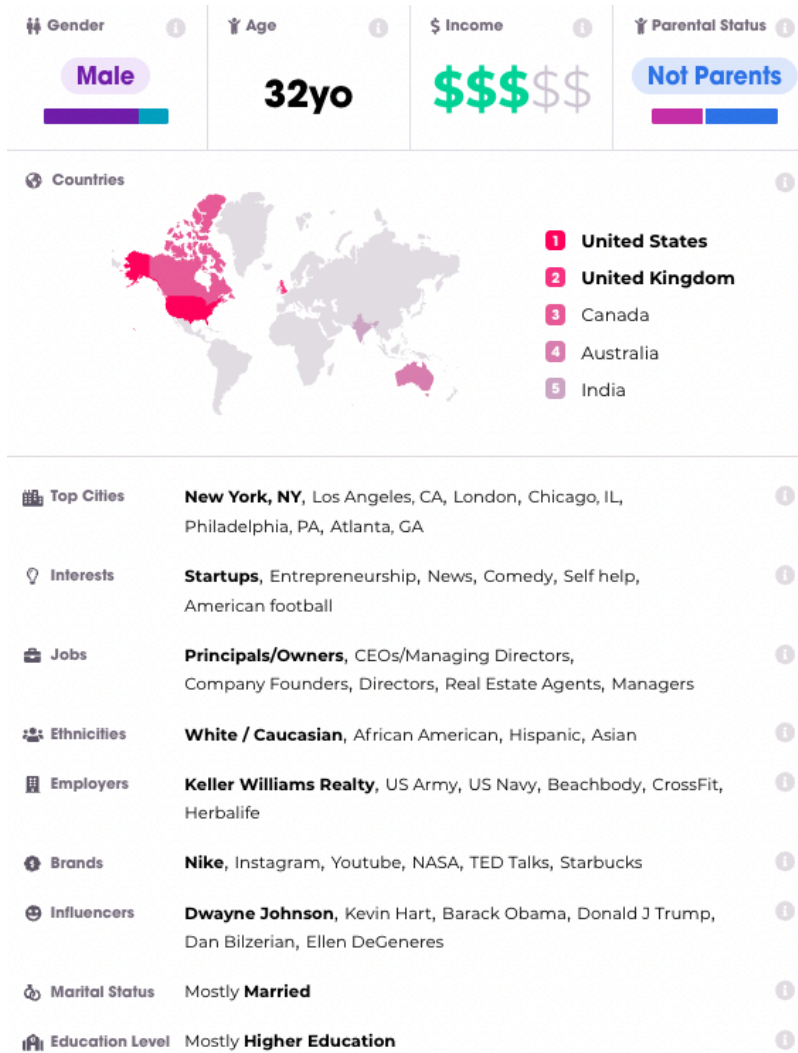 Gender
Age
$ Income
Parental Status
Male
32yo
$$$$$
Not Parents
Countries
1 United States
2 United Kingdom
3 Canada
4 Australia
5 India
Top Cities New York, NY, Los Angeles, CA, London, Chicago, IL,
Philadelphia, PA, Atlanta, GA
Interests Startups, Entrepreneurship, News, Comedy, Self help,
American football
Jobs Principals/Owners, CEOs/Managing Directors,
Company Founders, Directors, Real Estate Agents, Managers
Ethnicities White / Caucasian, African American, Hispanic, Asian
Employers Keller Williams Realty, US Army, US Navy, Beachbody, CrossFit,
Herbalife
Brands Nike, Instagram, Youtube, NASA, TED Talks, Starbucks
Influencers Dwayne Johnson, Kevin Hart, Barack Obama, Donald J Trump,
Dan Bilzerian, Ellen DeGeneres
Marital Status Mostly Married
Education Level Mostly Higher Education